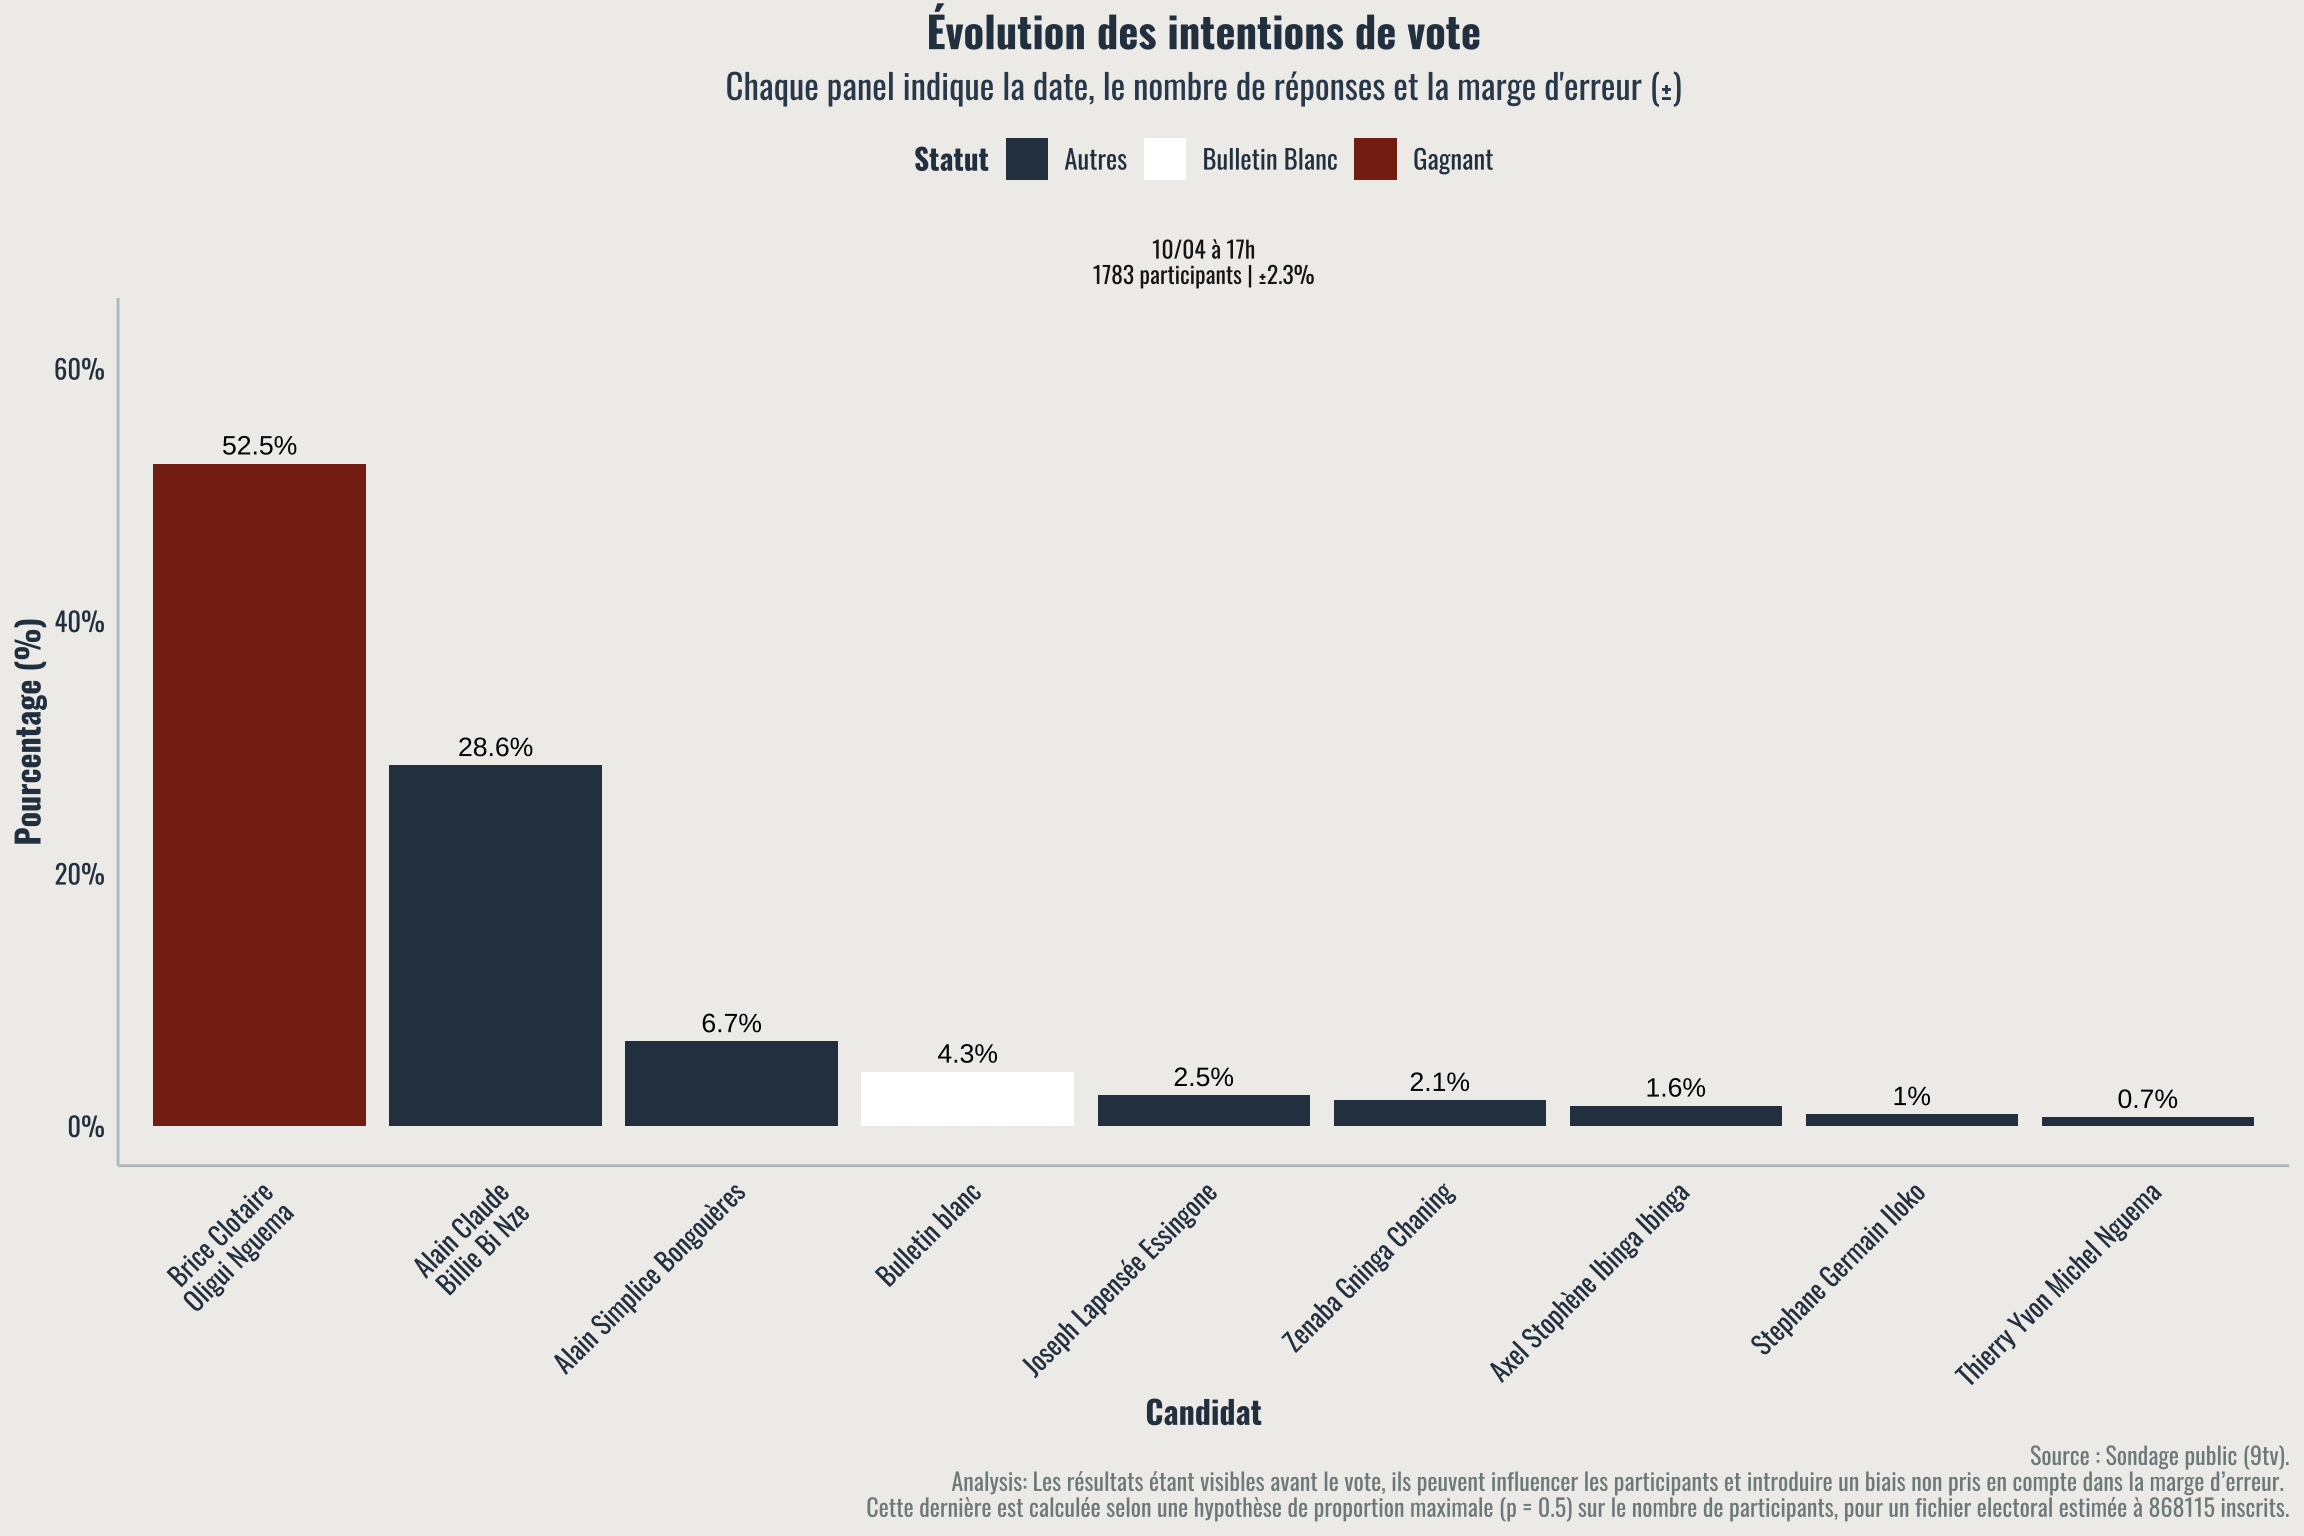 Évolution des intentions de vote
Chaque panel indique la date, le nombre de réponses et la marge d'erreur (±)
Statut Autres Bulletin Blanc Gagnant
10/04 à 17h
1783 participants | ±2.3%
Pourcentage (%)
60%
40%
20%
0%
52.5%
28.6%
6.7%
4.3%
2.5%
2.1%
1.6%
1%
0.7%
Brice Clotaire
Oligui Nguema
Alain Claude
Billie Bi Nze
Alain Simplice Bongouères
Bulletin blanc
Joseph Lapensée Essingone
Zenaba Gninga Chaning
Axel Stophène Ibinga Ibinga
Stephane Germain Iloko
Thierry Yvon Michel Nguema
Candidat
Source : Sondage public (9tv).
Analysis: Les résultats étant visibles avant le vote, ils peuvent influencer les participants et introduire un biais non pris en compte dans la marge d’erreur.
Cette dernière est calculée selon une hypothèse de proportion maximale (p = 0.5) sur le nombre de participants, pour un fichier electoral estimée à 868115 inscrits.